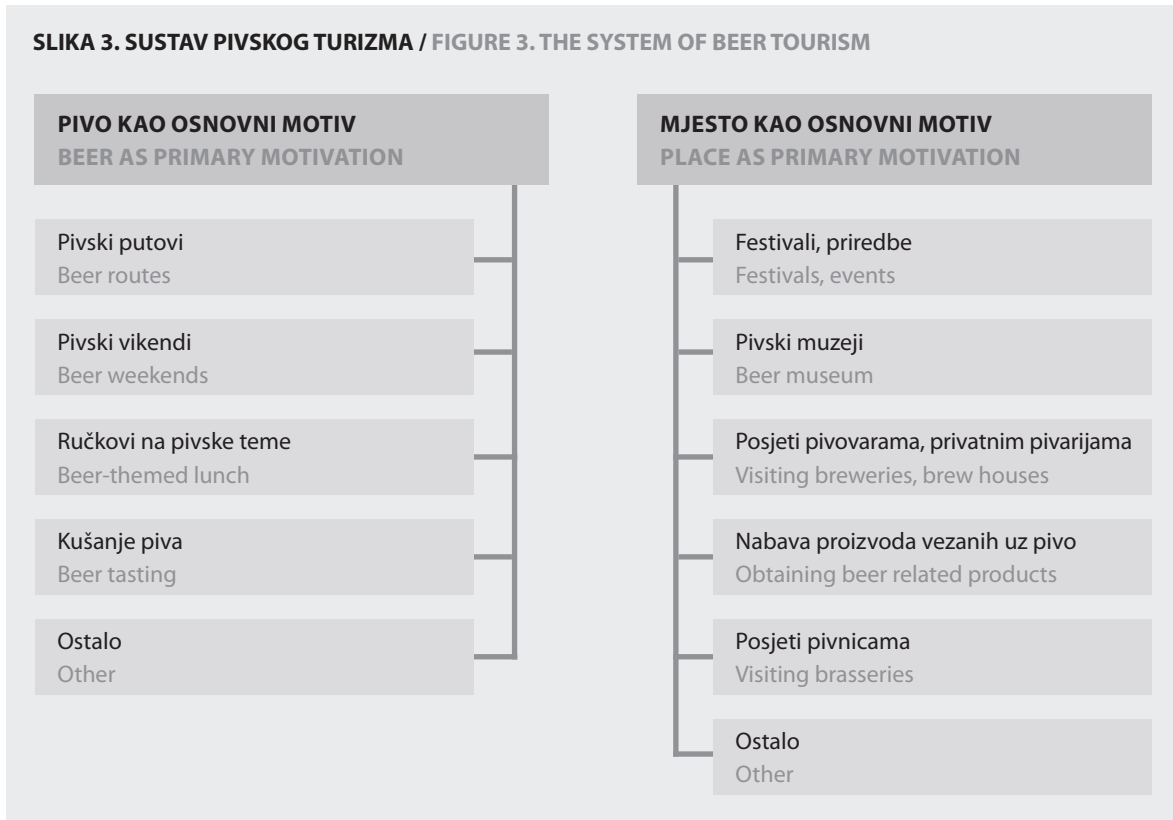 SLIKA 3. SUSTAV PIVSKOG TURIZMA / FIGURE 3. THE SYSTEM OF BEER TOURISM
PIVO KAO OSNOVNI MOTIV
BEER AS PRIMARY MOTIVATION
Pivski putovi
Beer routes
Pivski vikendi
Beer weekends
Ručkovi na pivske teme
Beer-themed lunch
Kušanje piva
Beer tasting
Ostalo
Other
MJESTO KAO OSNOVNI MOTIV
PLACE AS PRIMARY MOTIVATION
Festivali, priredbe
Festivals, events
Pivski muzeji
Beer museum
Posjeti pivovarama, privatnim pivarijama
Visiting breweries, brew houses
Nabava proizvoda vezanih uz pivo
Obtaining beer related products
Posjeti pivnicama
Visiting brasseries
Ostalo
Other